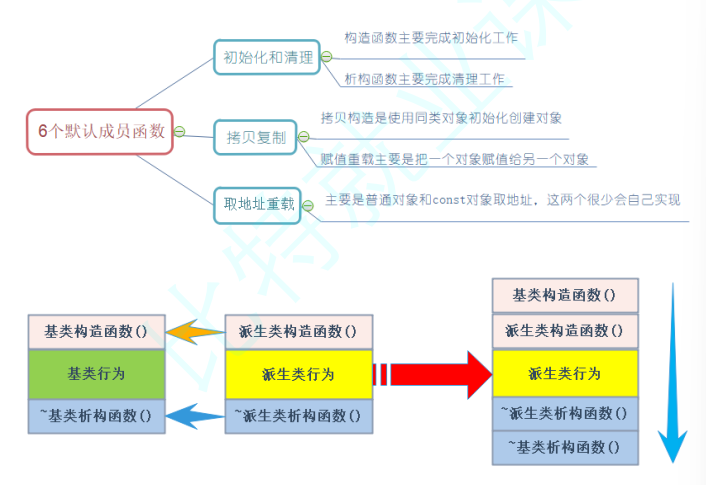 构造函数主要完成初始化工作
初始化和清理
析构函数主要完成清理工作
6个默认成员函数
拷贝构造是使用同类对象初始化创建对象
拷贝复制
赋值重载主要是把一个对象赋值给另一个对象
取地址重载
主要是普通对象和const对象取地址，这两个很少会自己实现
基类构造函数()
派生类构造函数()
基类构造函数()
派生类构造函数()
基类行为
派生类行为
派生类行为
~基类析构函数()
~派生类析构函数()
~派生类析构函数()
~基类析构函数()
比特就业课